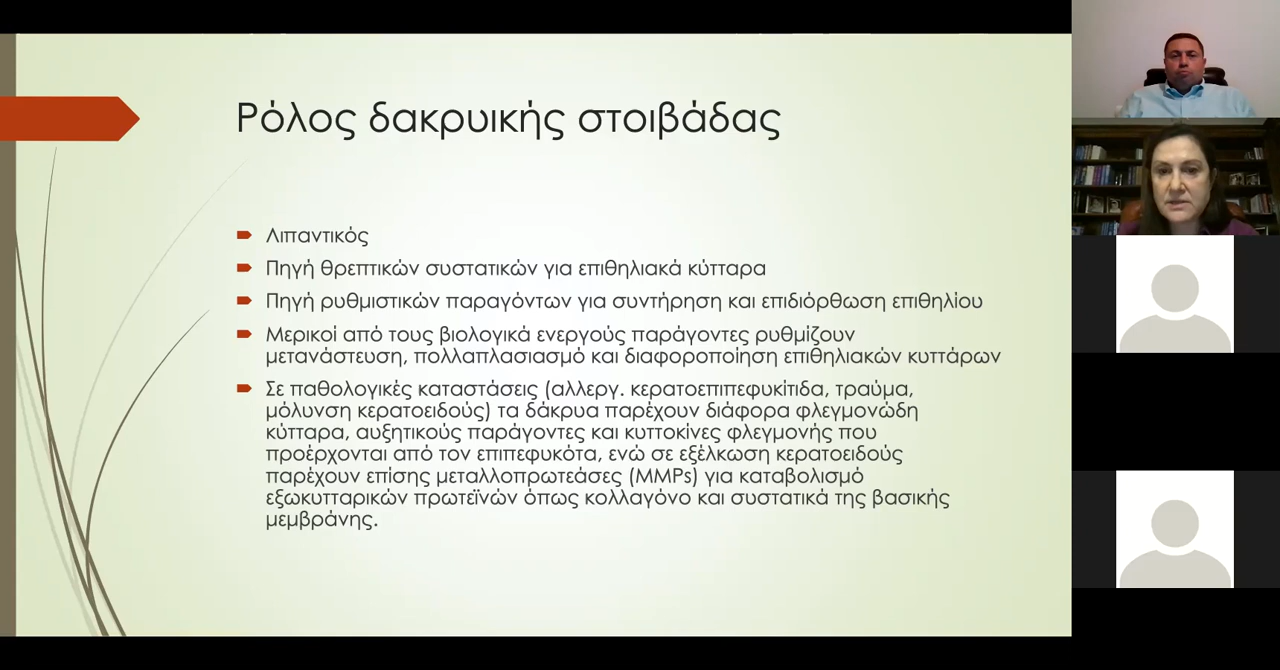 Ρόλος δακρυικής στοιβάδας
Λιπαντικός
Πηγή θρεπτικών συστατικών για επιθηλιακά κύτταρα
Πηγή ρυθμιστικών παραγόντων για συντήρηση και επιδιόρθωση επιθηλίου
Μερικοί από τους βιολογικά ενεργούς παράγοντες ρυθμίζουν
μετανάστευση, πολλαπλασιασμό και διαφοροποίηση επιθηλιακών κυττάρων
Σε παθολογικές καταστάσεις (αλλεργ. κερατοεπιπεφυκίτιδα, τραύμα,
μόλυνση κερατοειδούς) τα δάκρυα παρέχουν διάφορα φλεγμονώδη
κύτταρα, αυξητικούς παράγοντες και κυττοκίνες φλεγμονής που
προέρχονται από τον επιπεφυκότα, ενώ σε εξέλκωση κερατοειδούς
παρέχουν επίσης μεταλλοπρωτεάσες (MMPs) για καταβολισμό
εξωκυτταρικών πρωτεϊνών όπως κολλαγόνο και συστατικά της βασικής
μεμβράνης.